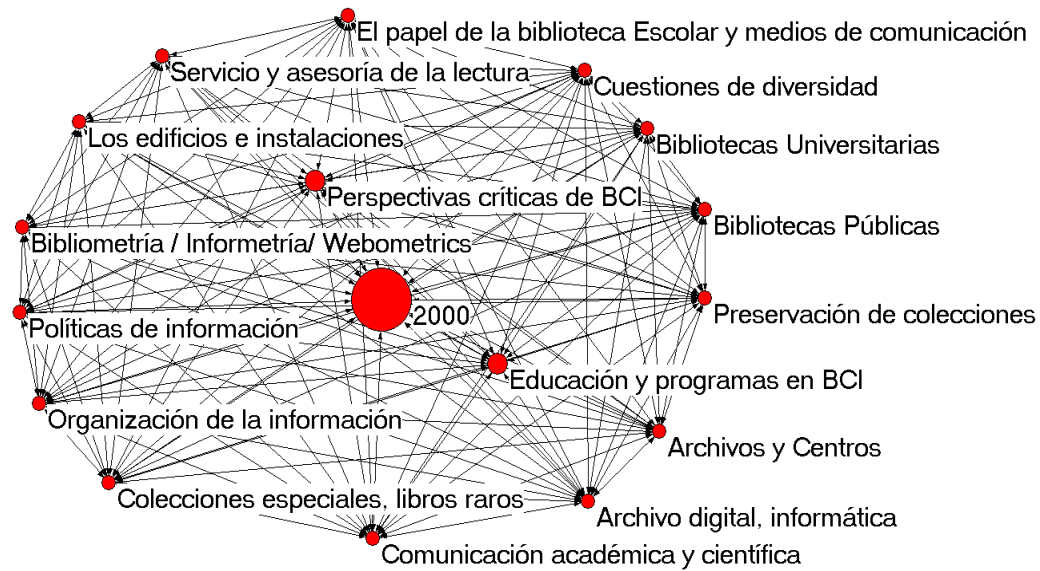 El papel de la biblioteca Escolar y medios de comunicación
Servicio y asesoría de la lectura
Cuestiones de diversidad
Los edificios e instalaciones
Bibliotecas Universitarias
Perspectivas críticas de BCI
Bibliotecas Públicas
Bibliometría / Informetría/ Webometrics
2000
Preservación de colecciones
Políticas de información
Educación y programas en BCI
Organización de la información
Archivos y Centros
Colecciones especiales, libros raros
Archivo digital, informática
Comunicación académica y científica